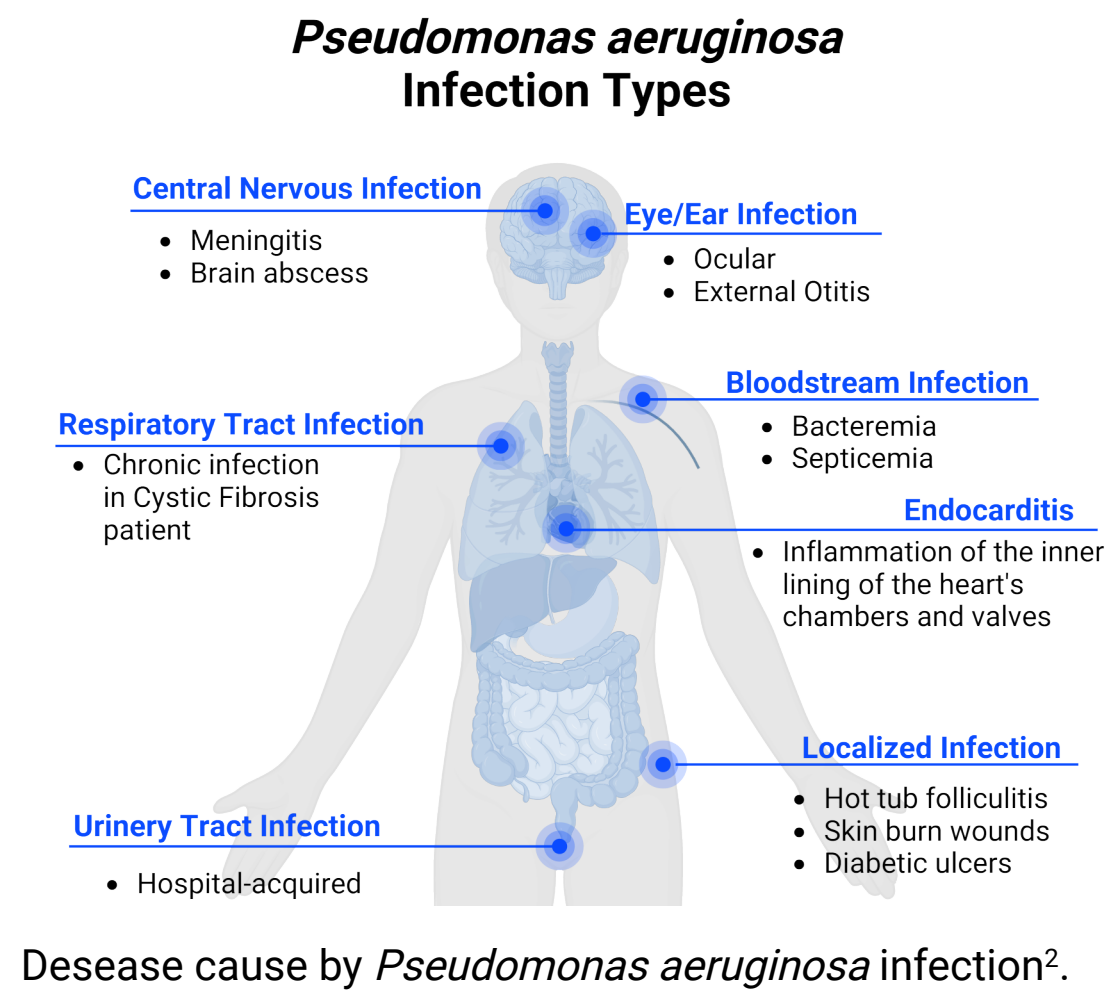 Pseudomonas aeruginosa
Infection Types
Central Nervous Infection
• Meningitis
• Brain abscess
Eye/Ear Infection
• Ocular
• External Otitis
Bloodstream Infection
• Bacteremia
• Septicemia
Respiratory Tract Infection
• Chronic infection
in Cystic Fibrosis
patient
Endocarditis
• Inflammation of the inner
lining of the heart's
chambers and valves
Localized Infection
• Hot tub folliculitis
• Skin burn wounds
• Diabetic ulcers
Urinery Tract Infection
• Hospital-acquired
Desease cause by Pseudomonas aeruginosa infection².